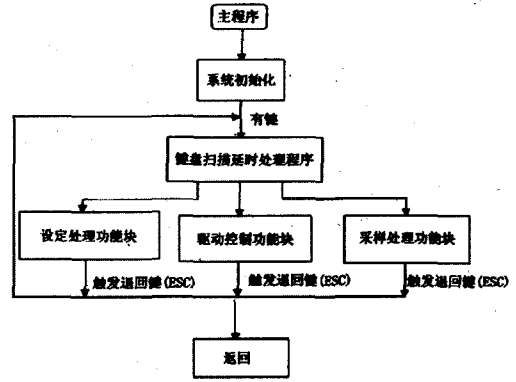 主程序
系统初始化
有键
键盘扫描延时处理程序
设定处理功能块
驱动控制功能块
采样处理功能块
触发退回键(ESC)
触发退回键(ESC)
触发退回键(ESC)
返回